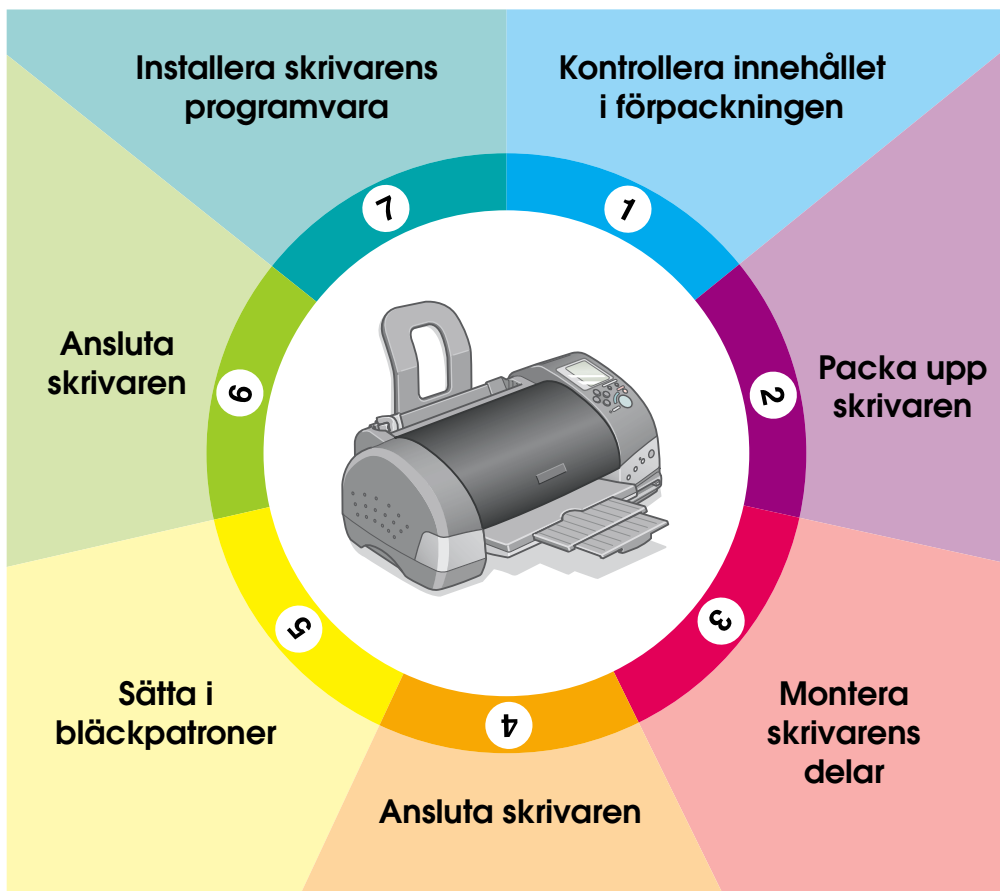 1
Kontrollera innehållet
i förpackningen
2
Packa upp
skrivaren
3
Montera
skrivarens
delar
4
Ansluta skrivaren
5
Sätta i
bläckpatroner
6
Ansluta
skrivaren
7
Installera skrivarens
programvara